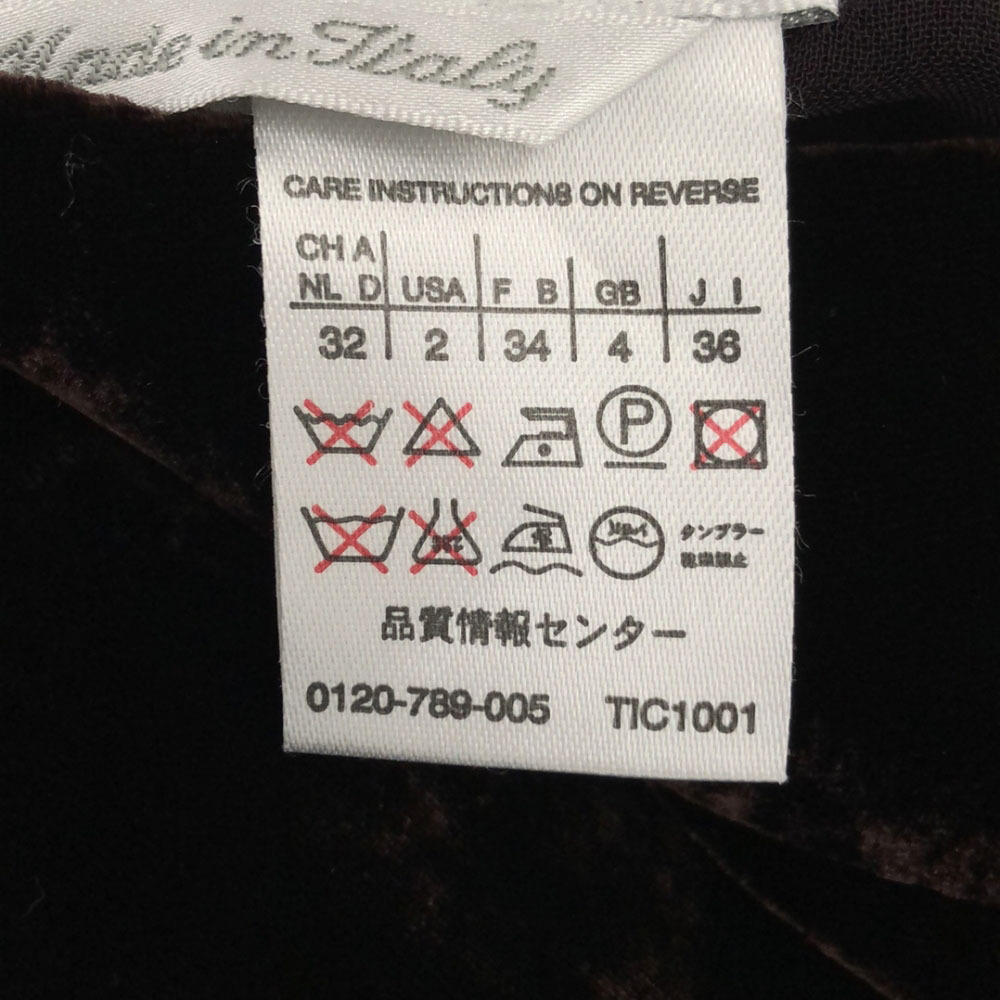 Made in Italy
CARE INSTRUCTIONS ON REVERSE
CH A
NL D USA F B GB J I
32 2 34 4 36
P
タンブラー
乾燥禁止
品質情報センター
0120-789-005 TIC1001